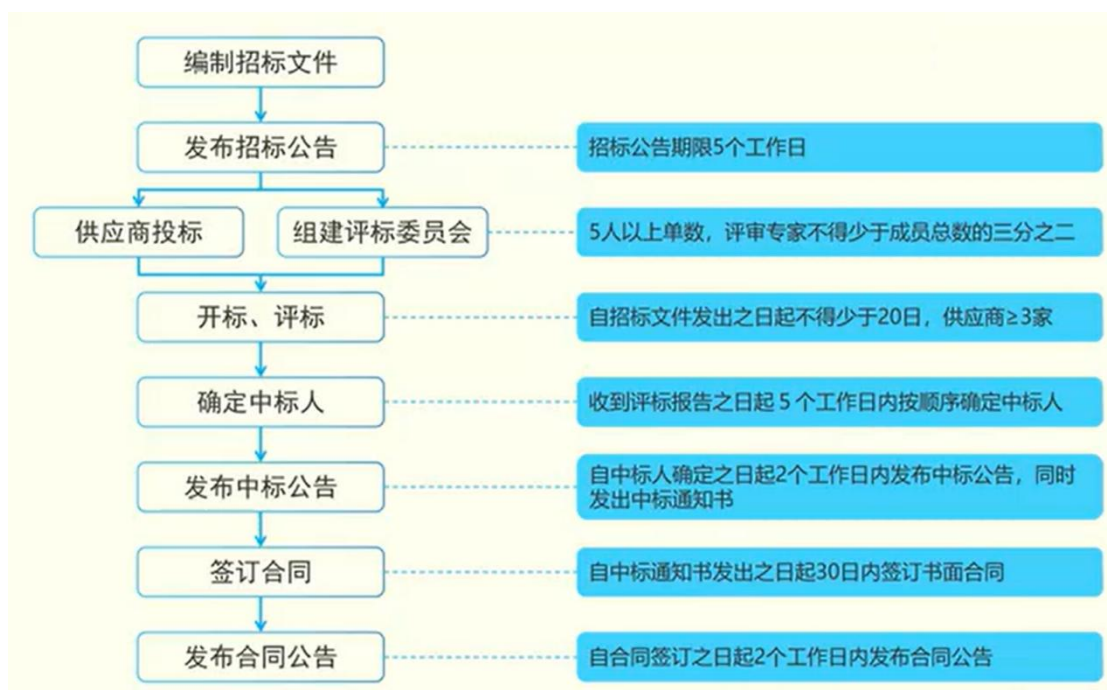 编制招标文件
发布招标公告
招标公告期限5个工作日
供应商投标
组建评标委员会
5人以上单数，评审专家不得少于成员总数的三分之二
开标、评标
自招标文件发出之日起不得少于20日，供应商≥3家
确定中标人
收到评标报告之日起 5 个工作日内按顺序确定中标人
发布中标公告
自中标人确定之日起2个工作日内发布中标公告，同时
发出中标通知书
签订合同
自中标通知书发出之日起30日内签订书面合同
发布合同公告
自合同签订之日起2个工作日内发布合同公告